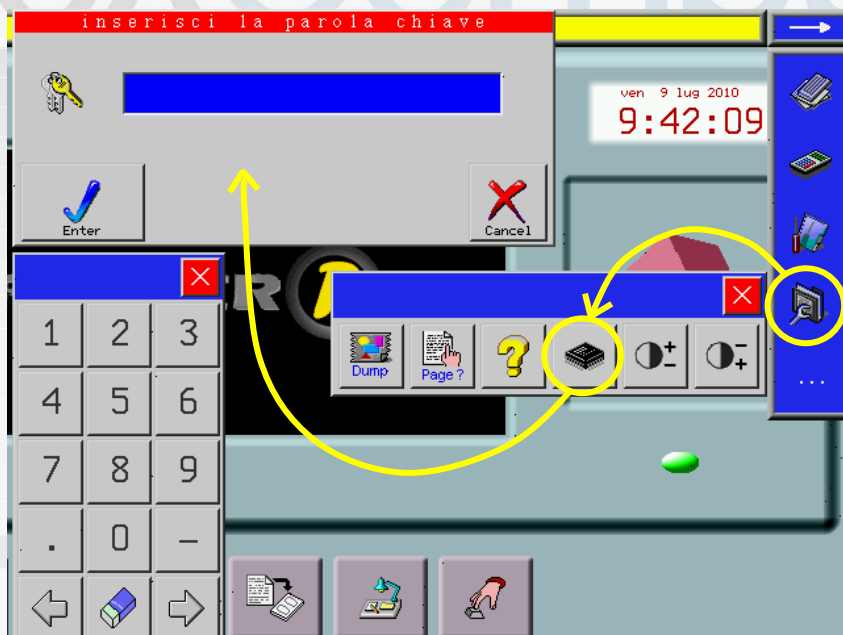 inserisci la parola chiave
ven 9 lug 2010
9:42:09
Enter
Cancel
ER
Dump
Page ?
1 2 3
4 5 6
7 8 9
. 0 –
...